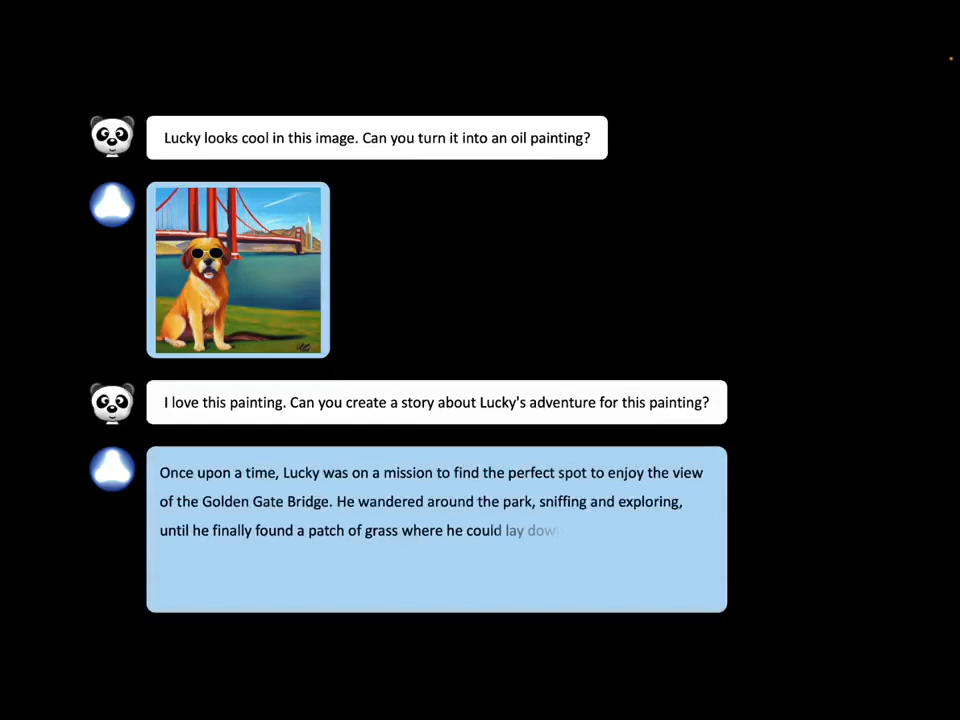 Lucky looks cool in this image. Can you turn it into an oil painting?
I love this painting. Can you create a story about Lucky's adventure for this painting?
Once upon a time, Lucky was on a mission to find the perfect spot to enjoy the view
of the Golden Gate Bridge. He wandered around the park, sniffing and exploring,
until he finally found a patch of grass where he could lay dow